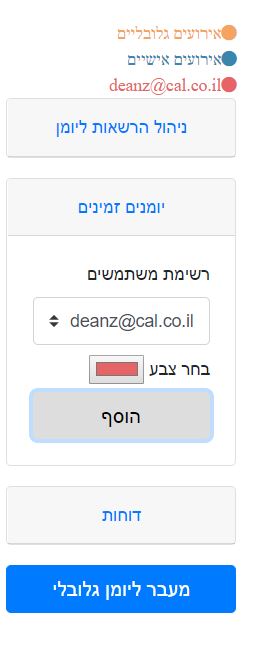 אירועים גלובליים
אירועים אישיים
deanz@cal.co.il
ניהול הרשאות ליומן
יומנים זמינים
רשימת משתמשים
deanz@cal.co.il
בחר צבע
הוסף
דוחות
מעבר ליומן גלובלי